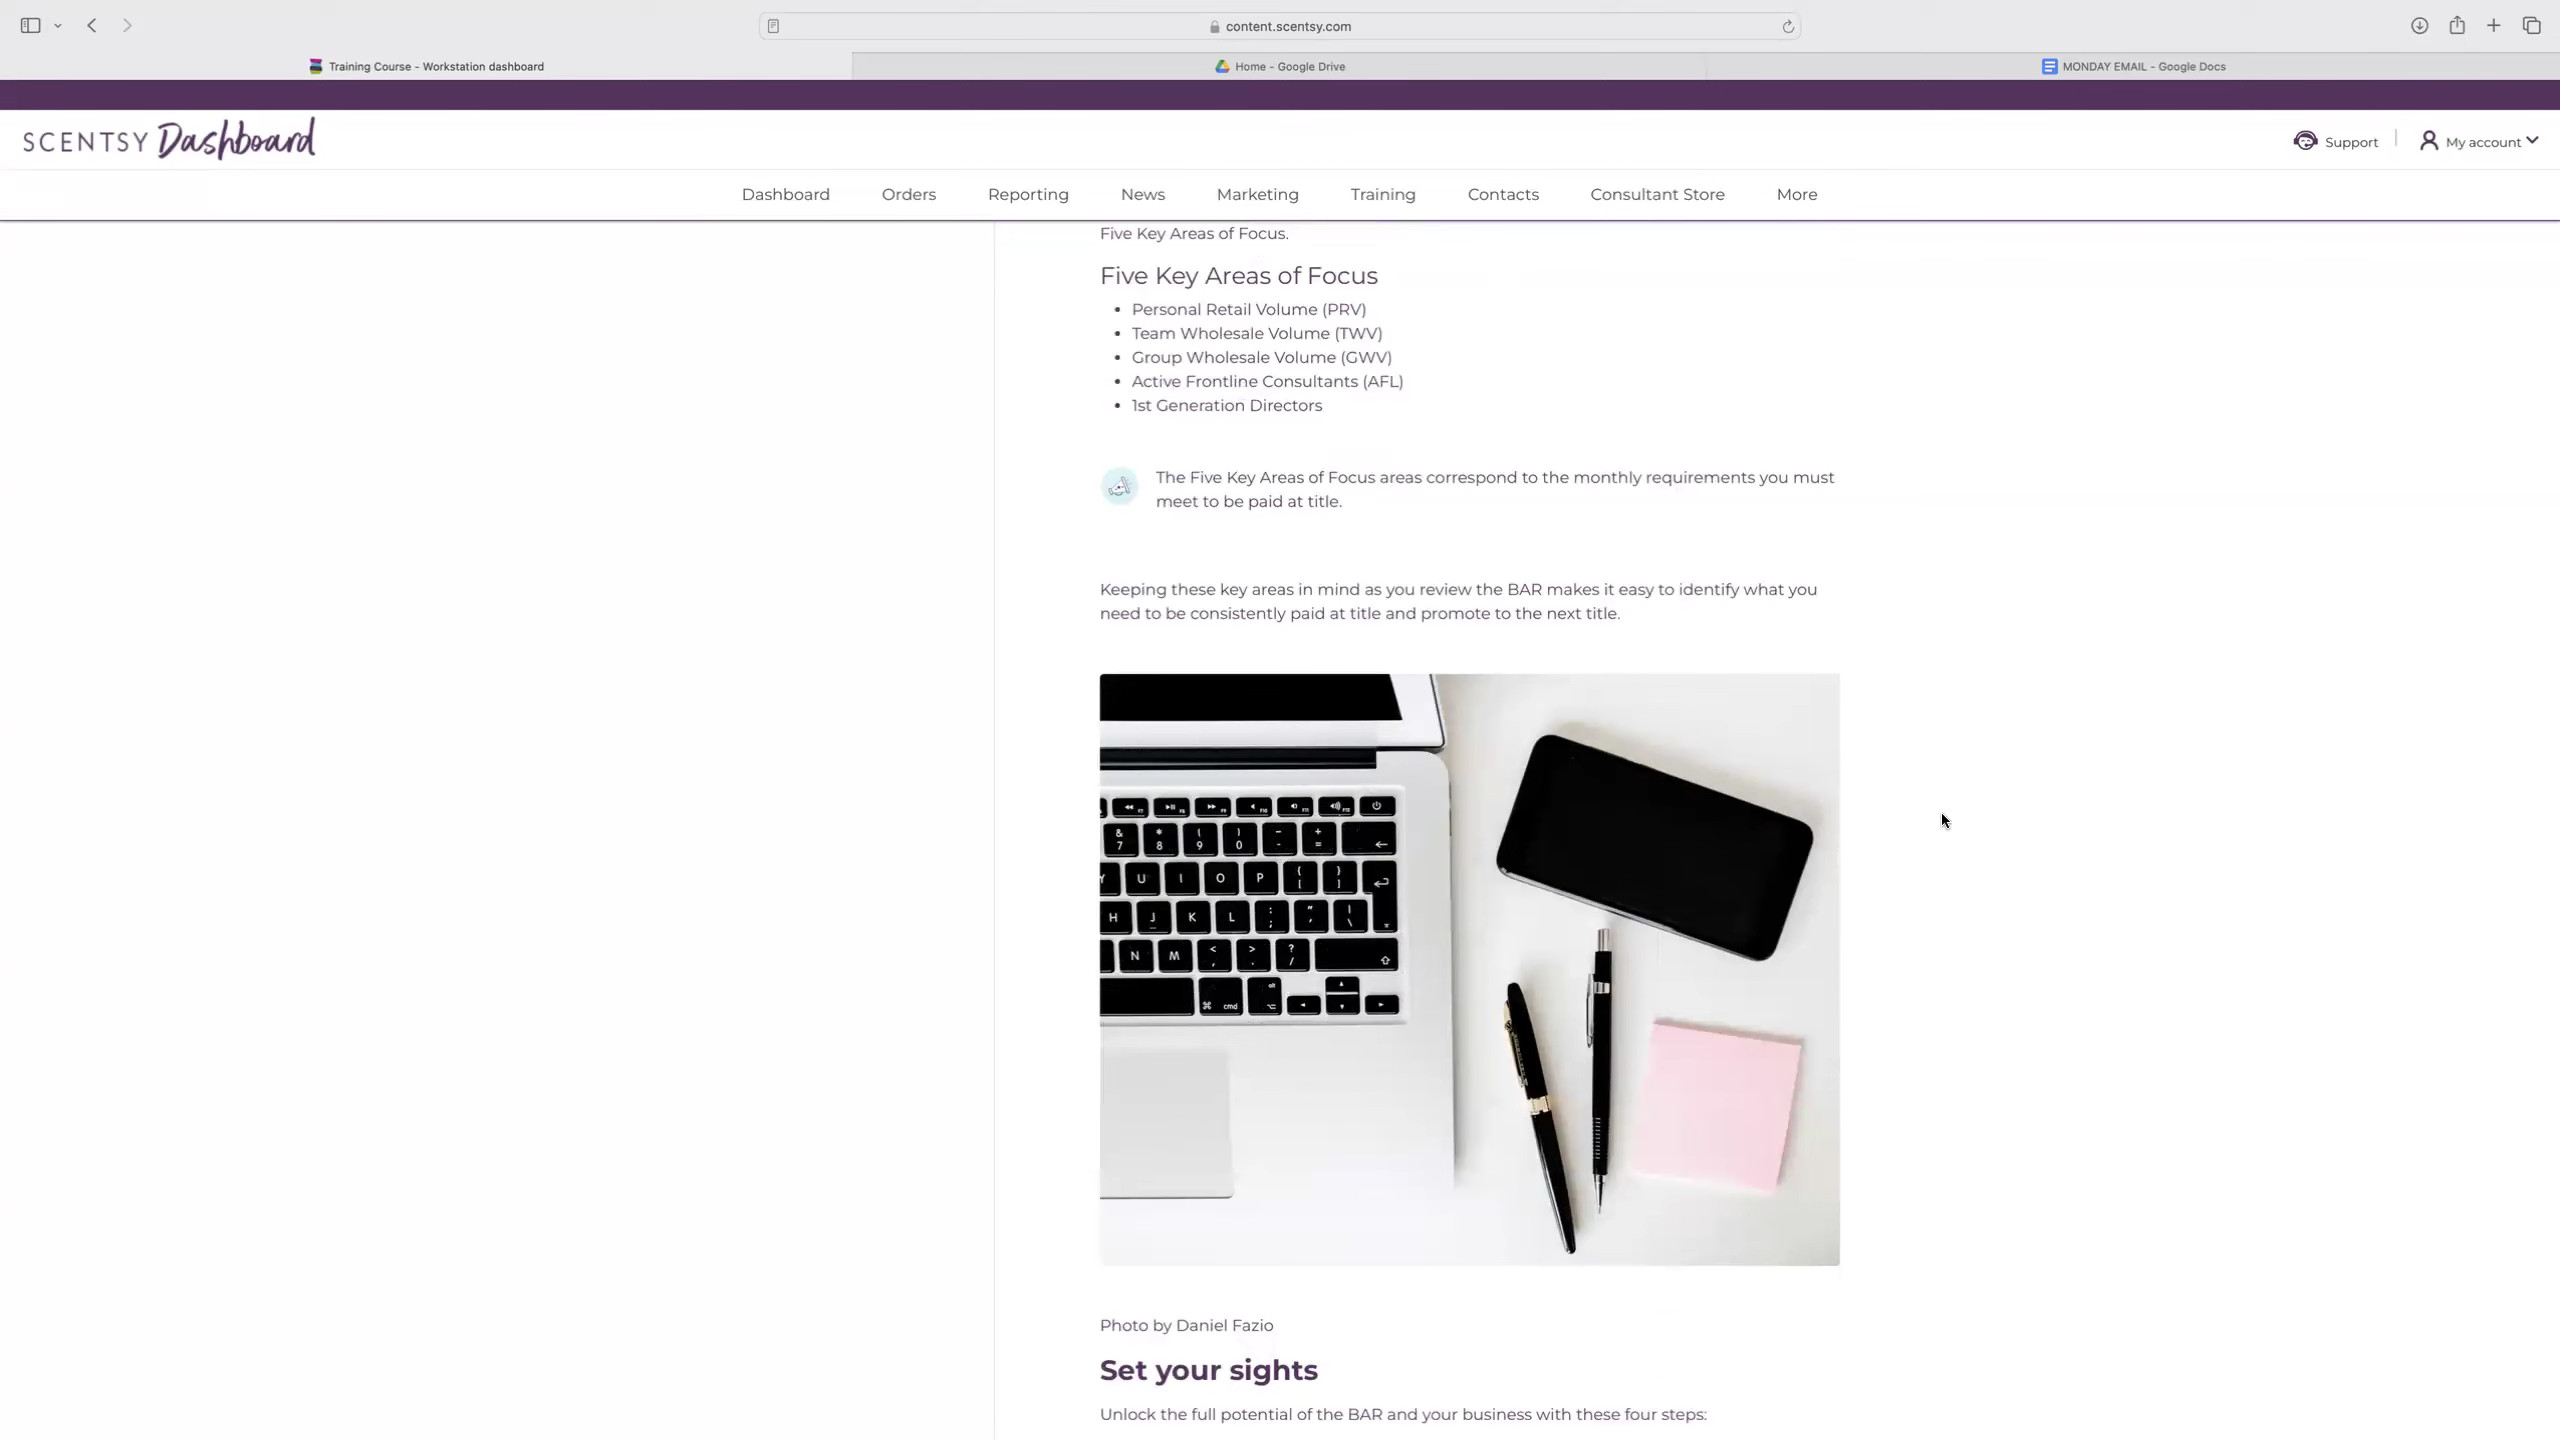 content.scentsy.com
Training Course - Workstation dashboard
Home - Google Drive
MONDAY EMAIL - Google Docs
SCENTSY Dashboard
Support
My account
Dashboard
Orders
Reporting
News
Marketing
Training
Contacts
Consultant Store
More
Five Key Areas of Focus.
Five Key Areas of Focus
• Personal Retail Volume (PRV)
• Team Wholesale Volume (TWV)
• Group Wholesale Volume (GWV)
• Active Frontline Consultants (AFL)
• 1st Generation Directors
The Five Key Areas of Focus areas correspond to the monthly requirements you must
meet to be paid at title.
Keeping these key areas in mind as you review the BAR makes it easy to identify what you
need to be consistently paid at title and promote to the next title.
& * ( ) - +
7 8 9 0 - =
Y U I O P { [ } ]
H J K L : ; " ' | \
N M < , > . ? /
⌘ cmd alt
Photo by Daniel Fazio
Set your sights
Unlock the full potential of the BAR and your business with these four steps: